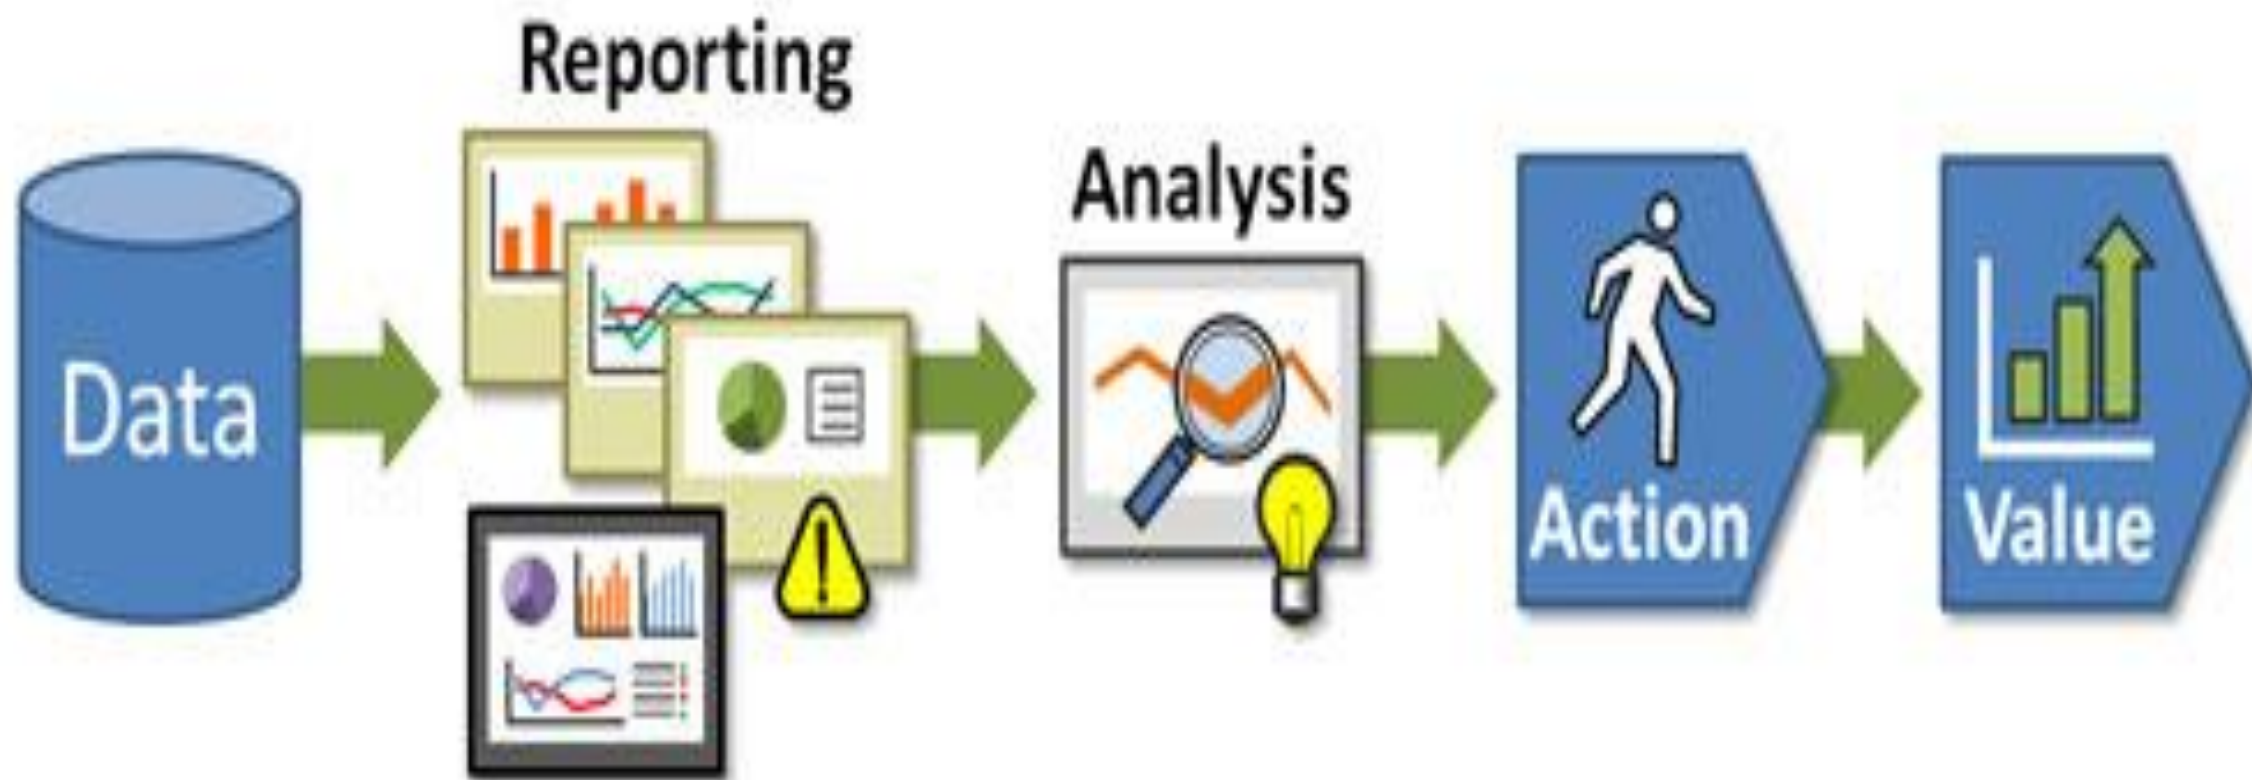 Data
Reporting
Analysis
Action
Value